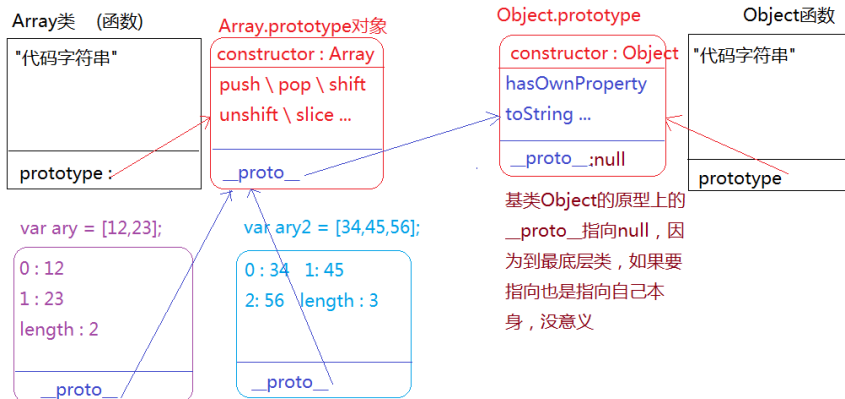 Array类 (函数)
"代码字符串"
prototype :
Array.prototype对象
constructor : Array
push \ pop \ shift
unshift \ slice ...
__proto__
Object.prototype
constructor : Object
hasOwnProperty
toString ...
__proto__:null
Object函数
"代码字符串"
prototype
基类Object的原型上的
__proto__指向null，因
为到最底层类，如果要
指向也是指向自己本
身，没意义
var ary = [12,23];
0 : 12
1 : 23
length : 2
__proto__
var ary2 = [34,45,56];
0 : 34 1: 45
2: 56 length : 3
__proto__